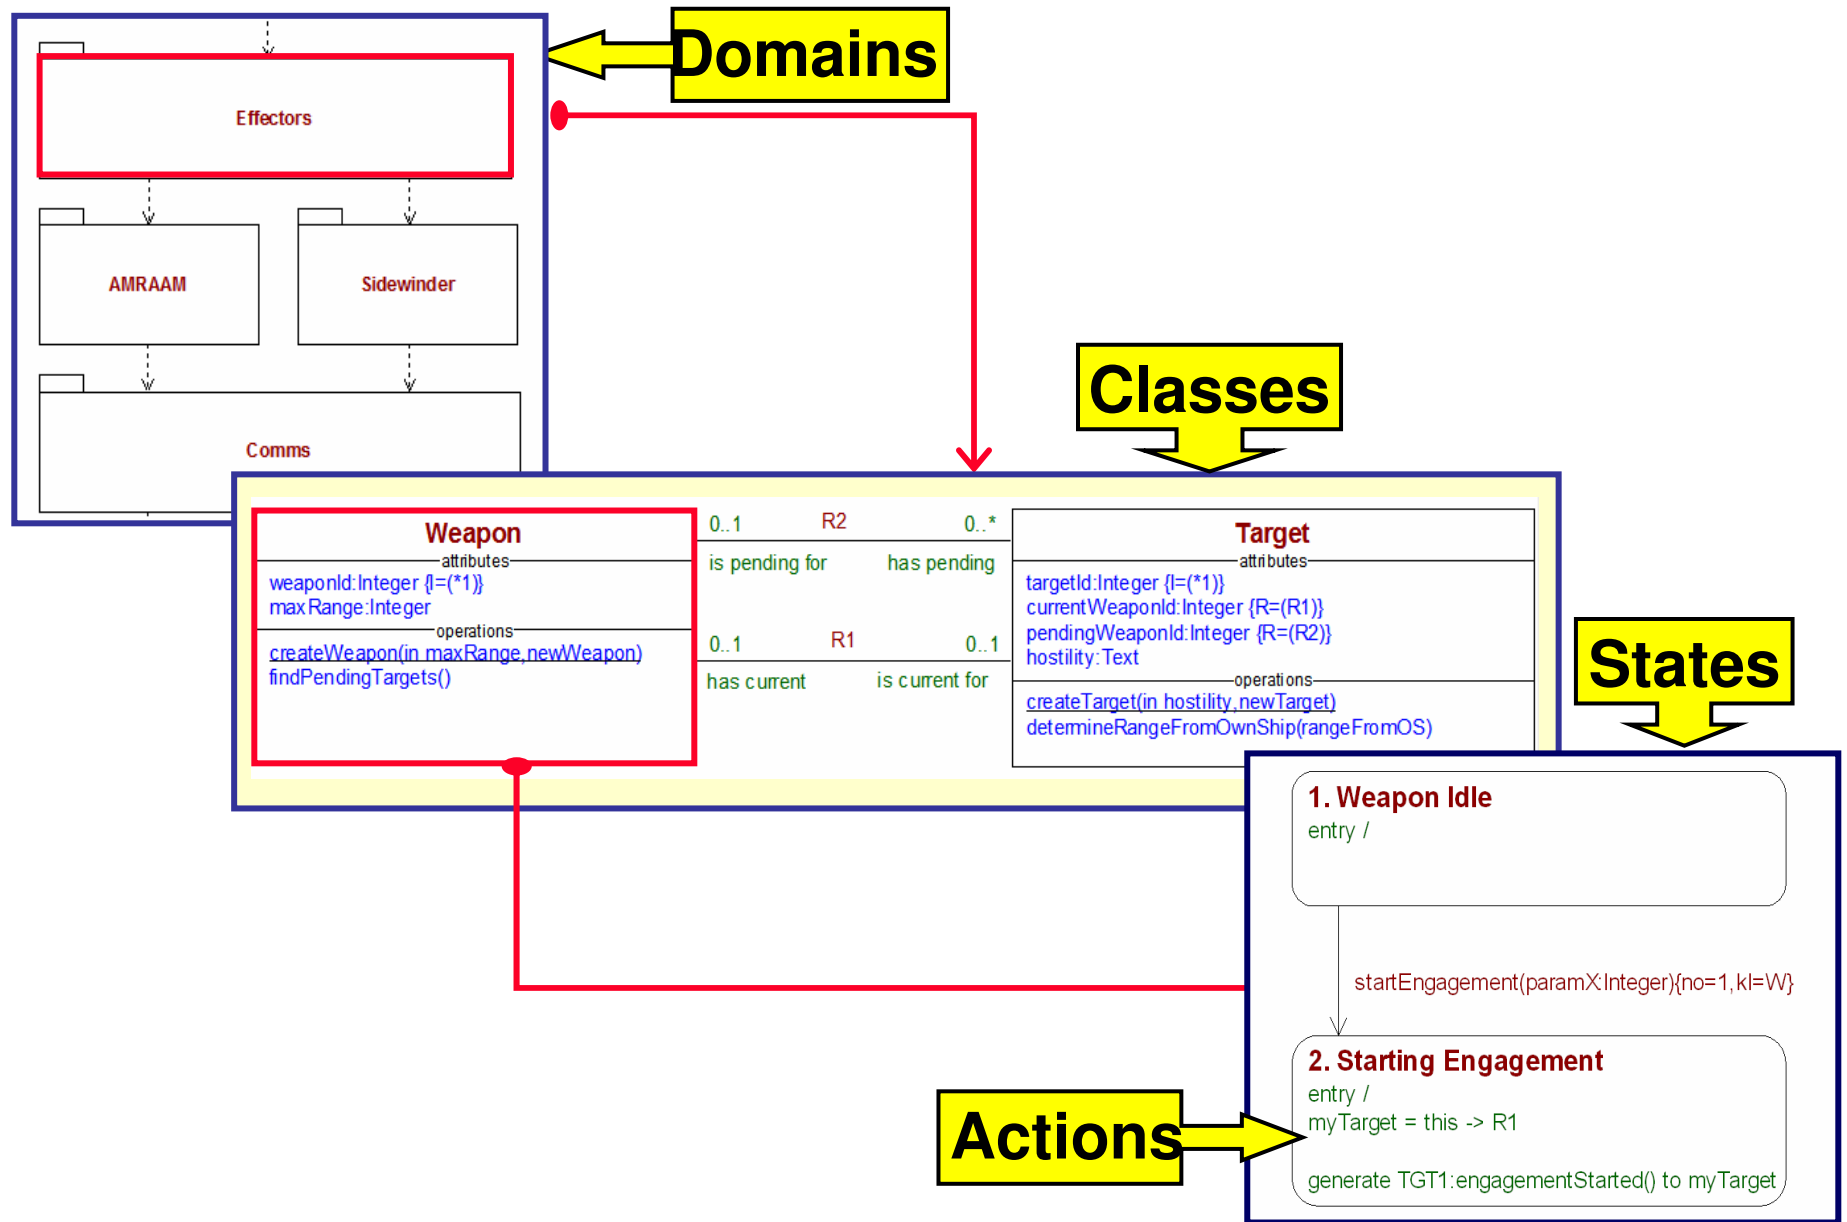 Domains
Effectors
AMRAAM
Sidewinder
Comms
Classes
Weapon
attributes
weaponId:Integer {I=(*1)}
maxRange:Integer
operations
createWeapon(in maxRange,newWeapon)
findPendingTargets()
0..1 R2 0..*
is pending for has pending
0..1 R1 0..1
has current is current for
Target
attributes
targetId:Integer {I=(*1)}
currentWeaponId:Integer {R=(R1)}
pendingWeaponId:Integer {R=(R2)}
hostility:Text
operations
createTarget(in hostility,newTarget)
determineRangeFromOwnShip(rangeFromOS)
States
1. Weapon Idle
entry /
startEngagement(paramX:Integer){no=1,kl=W}
2. Starting Engagement
entry /
myTarget = this -> R1
generate TGT1:engagementStarted() to myTarget
Actions